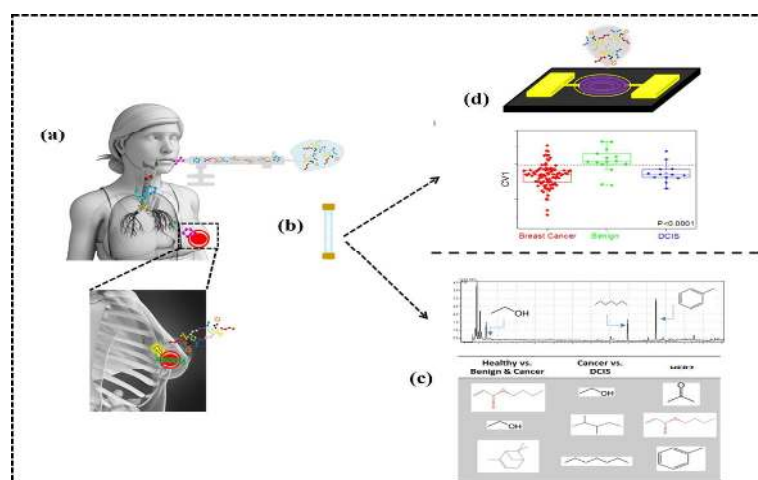 (a)
(b)
(d)
CV1
P<0.0001
Breast Cancer Benign DCIS
OH
(c)
Healthy vs.
Benign & Cancer
Cancer vs.
DCIS
OH
O
OH